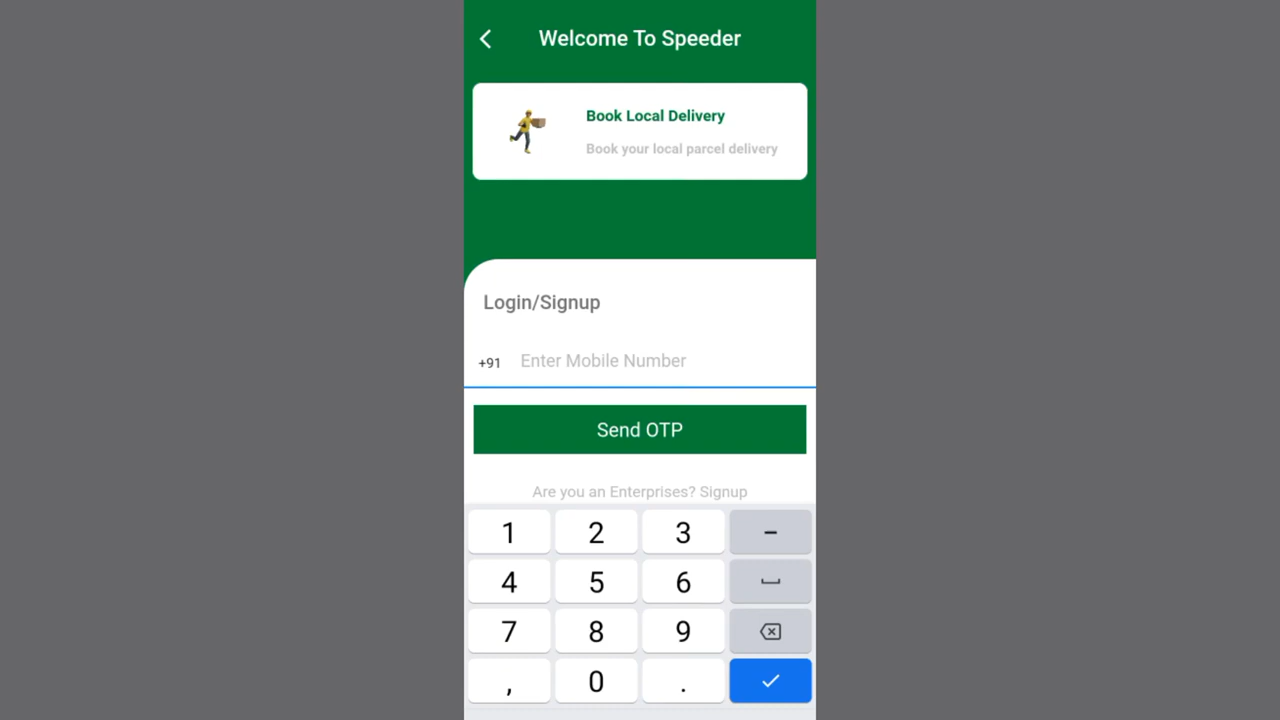 Welcome To Speeder
Book Local Delivery
Book your local parcel delivery
Login/Signup
+91 Enter Mobile Number
Send OTP
Are you an Enterprises? Signup
1 2 3 –
4 5 6
7 8 9
, 0 .